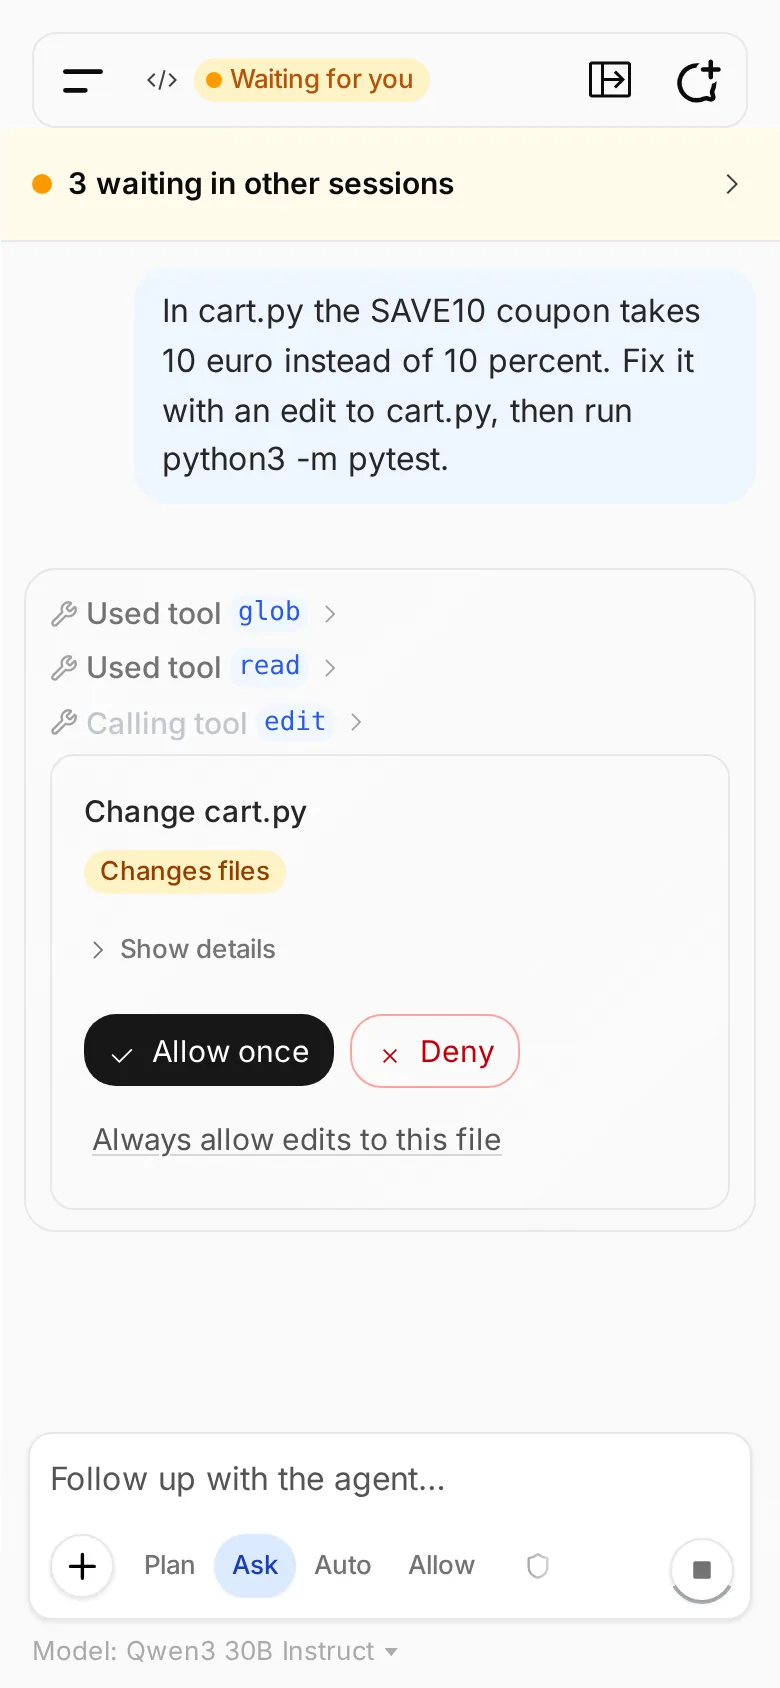 </> Waiting for you
3 waiting in other sessions
In cart.py the SAVE10 coupon takes
10 euro instead of 10 percent. Fix it
with an edit to cart.py, then run
python3 -m pytest.
Used tool glob
Used tool read
Calling tool edit
Change cart.py
Changes files
Show details
Allow once Deny
Always allow edits to this file
Follow up with the agent...
Plan Ask Auto Allow
Model: Qwen3 30B Instruct